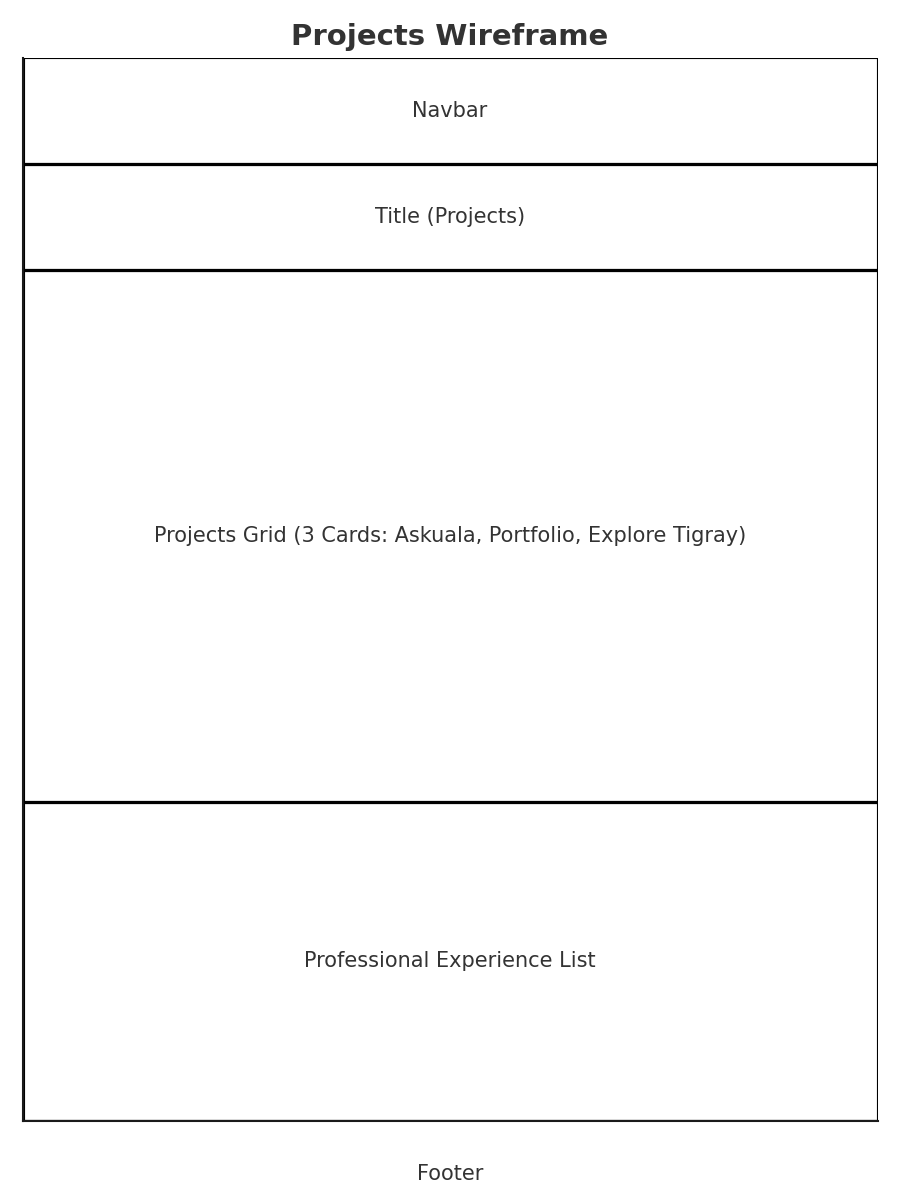 Projects Wireframe
Navbar
Title (Projects)
Projects Grid (3 Cards: Askuala, Portfolio, Explore Tigray)
Professional Experience List
Footer